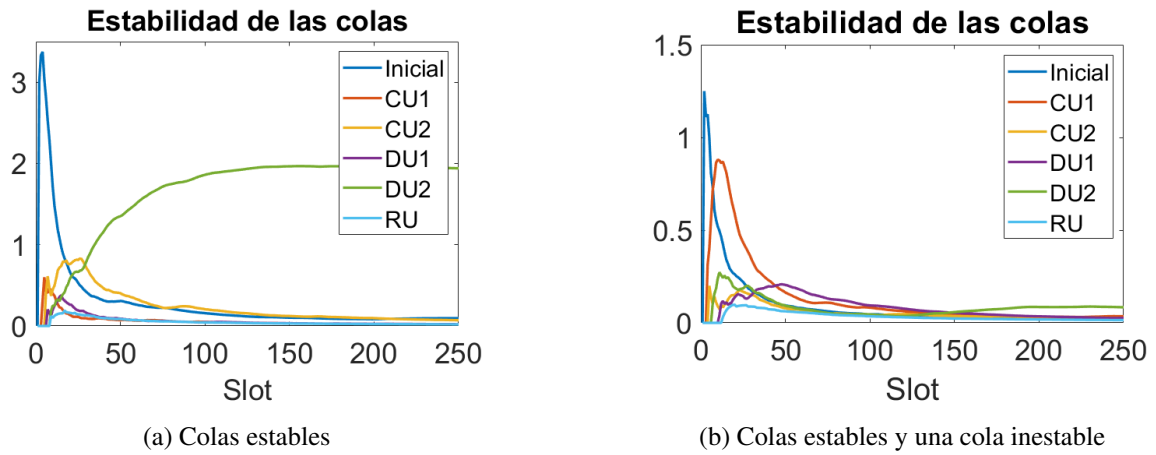 Estabilidad de las colas
3
2
1
0
0 50 100 150 200 250
Slot
Inicial
CU1
CU2
DU1
DU2
RU
(a) Colas estables
Estabilidad de las colas
1.5
1
0.5
0
0 50 100 150 200 250
Slot
Inicial
CU1
CU2
DU1
DU2
RU
(b) Colas estables y una cola inestable